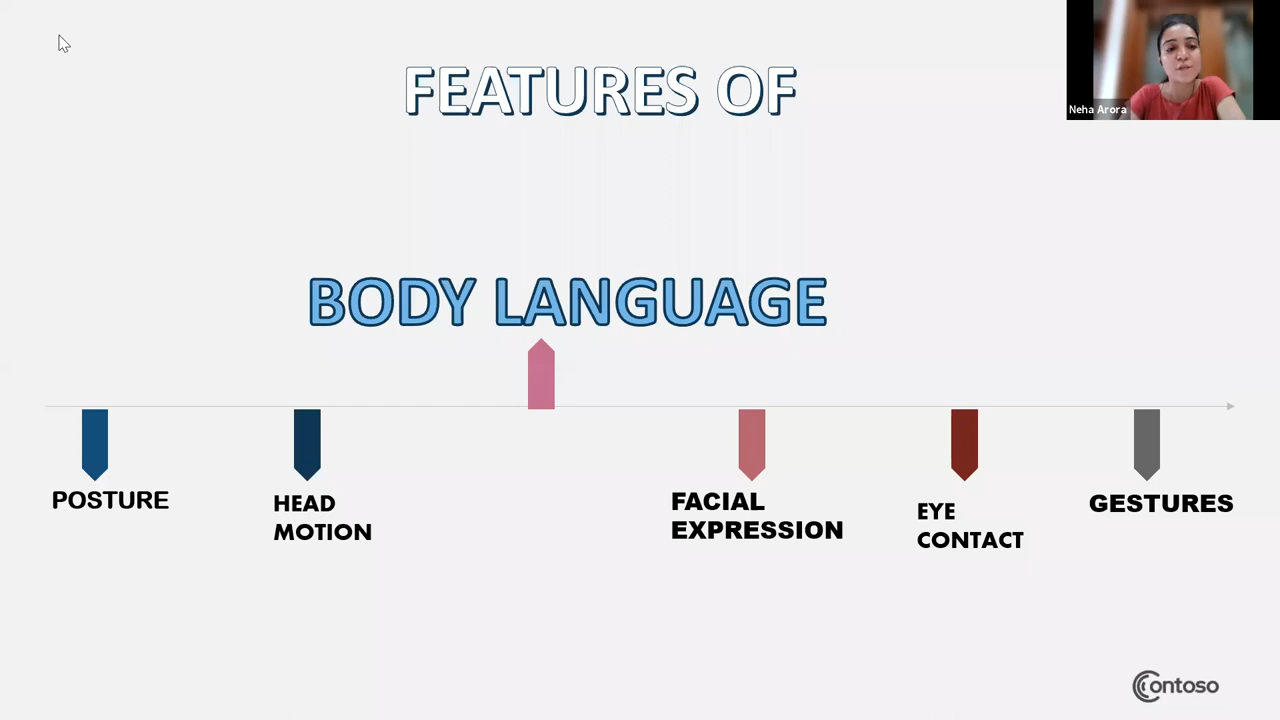 FEATURES OF
Neha Arora
BODY LANGUAGE
POSTURE
HEAD
MOTION
FACIAL
EXPRESSION
EYE
CONTACT
GESTURES
Contoso